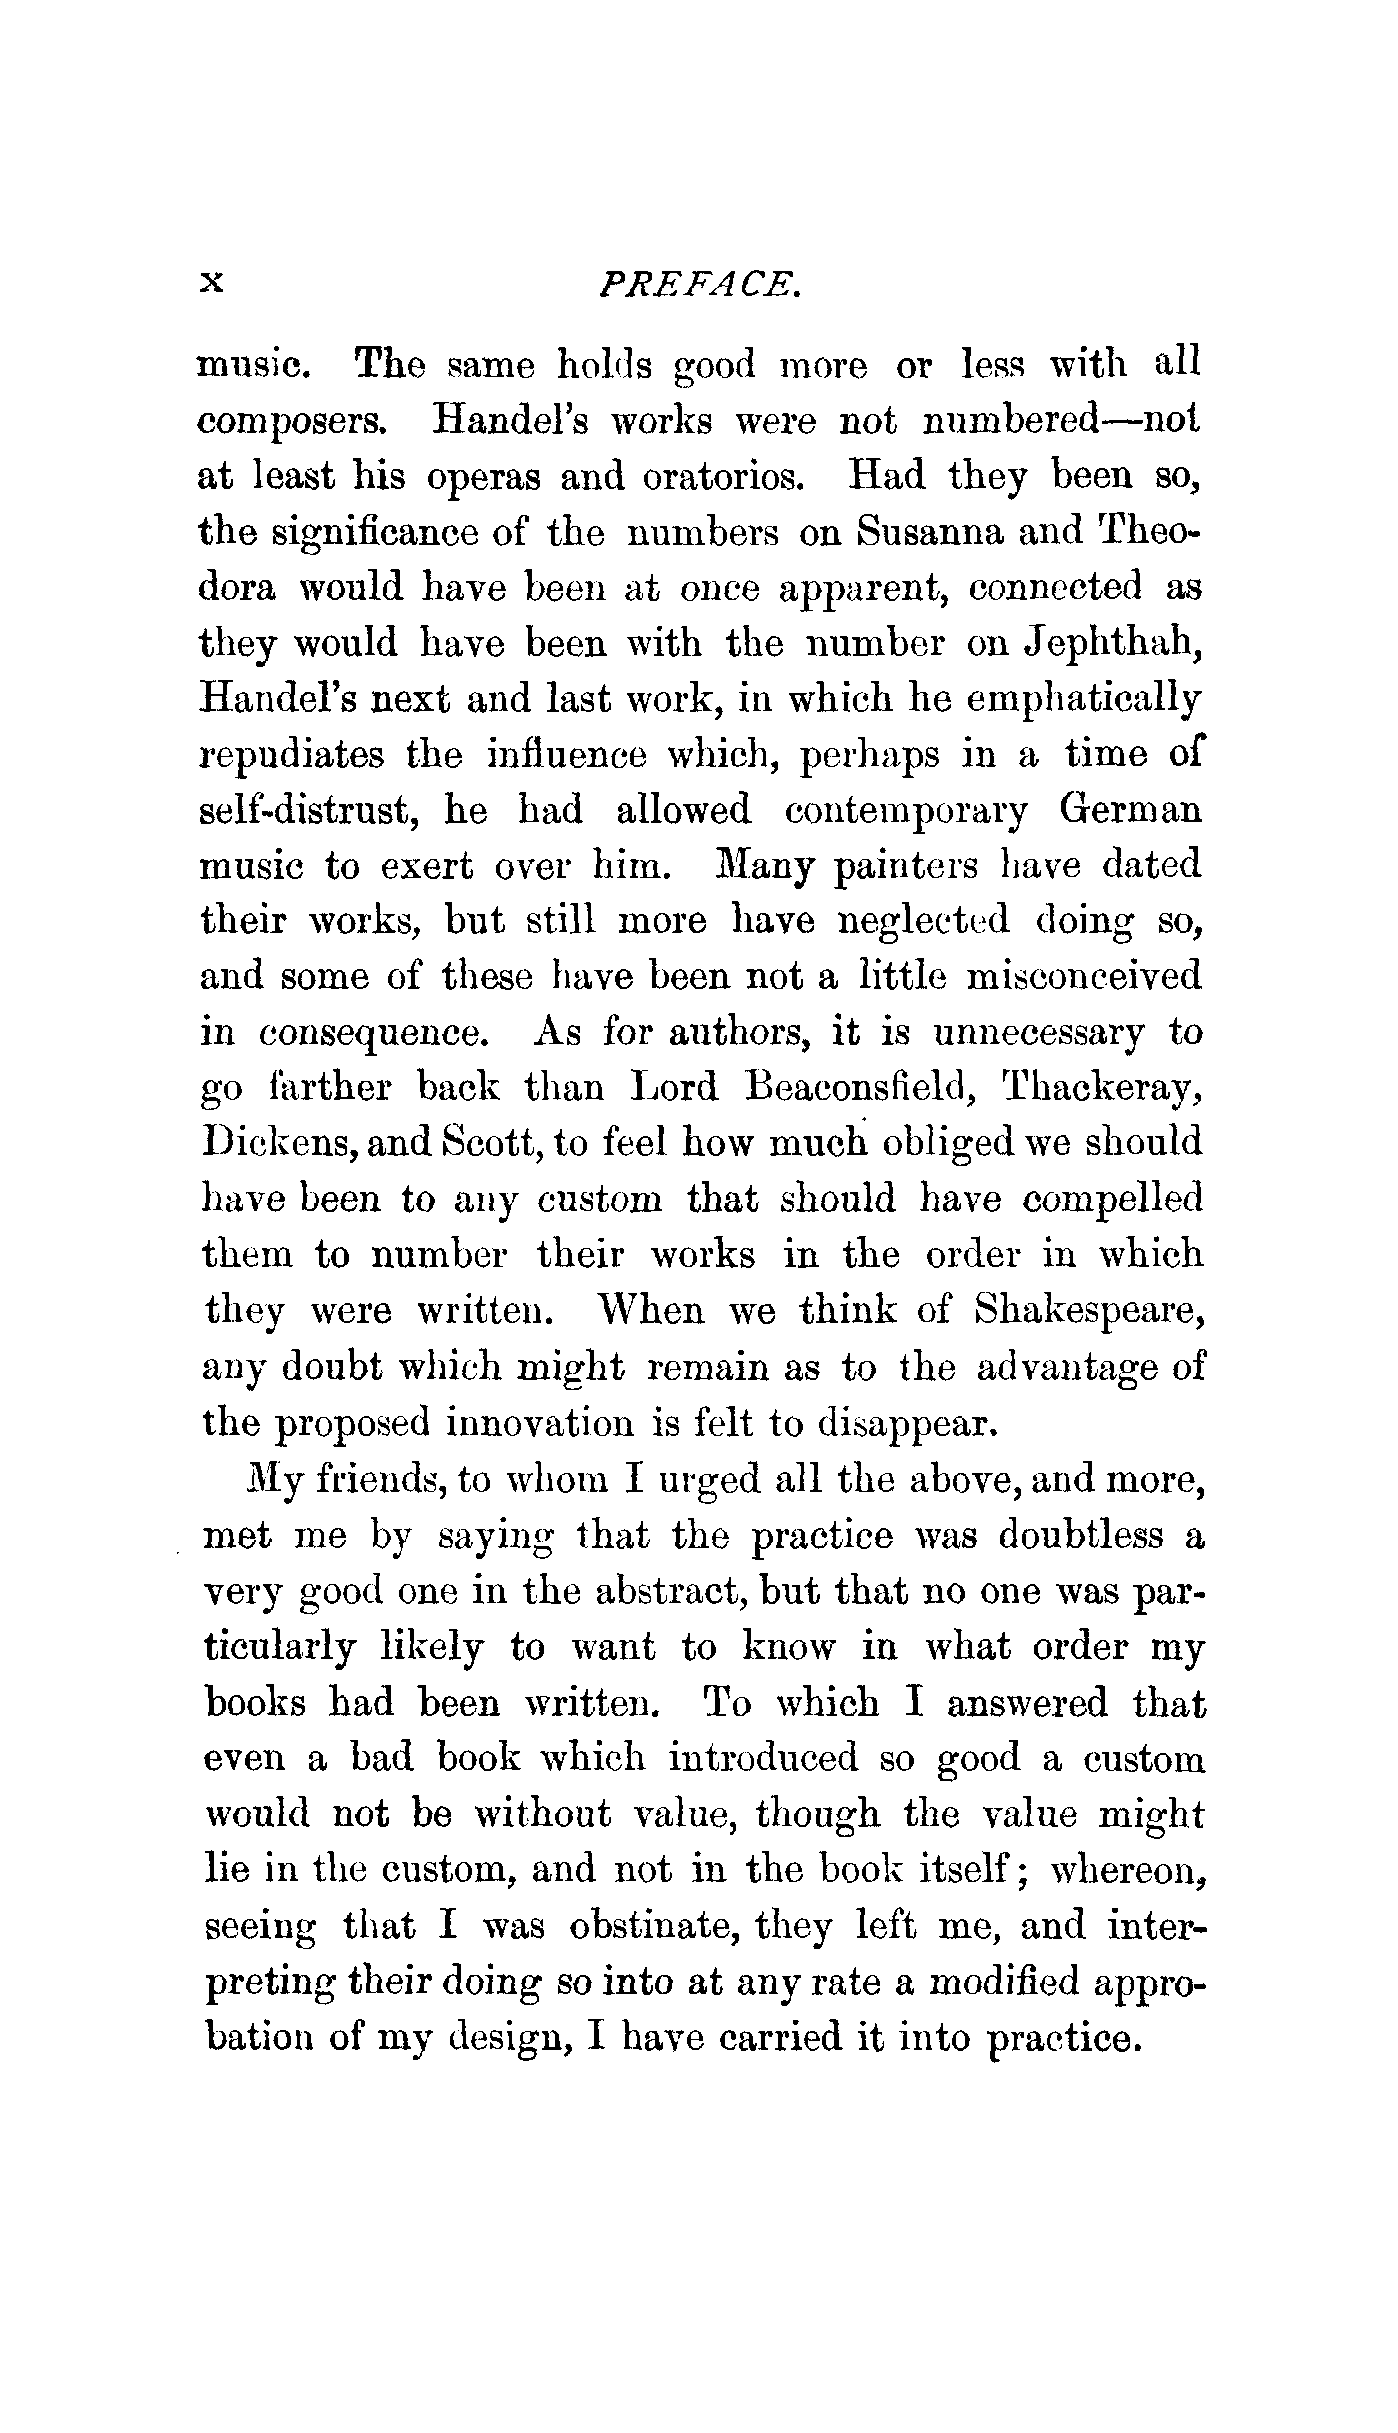 x PREFACE.
music. The same holds good more or less with all
composers. Handel's works were not numbered—not
at least his operas and oratorios. Had they been so,
the significance of the numbers on Susanna and Theo-
dora would have been at once apparent, connected as
they would have been with the number on Jephthah,
Handel's next and last work, in which he emphatically
repudiates the influence which, perhaps in a time of
self-distrust, he had allowed contemporary German
music to exert over him. Many painters have dated
their works, but still more have neglected doing so,
and some of these have been not a little misconceived
in consequence. As for authors, it is unnecessary to
go farther back than Lord Beaconsfield, Thackeray,
Dickens, and Scott, to feel how much obliged we should
have been to any custom that should have compelled
them to number their works in the order in which
they were written. When we think of Shakespeare,
any doubt which might remain as to the advantage of
the proposed innovation is felt to disappear.
My friends, to whom I urged all the above, and more,
met me by saying that the practice was doubtless a
very good one in the abstract, but that no one was par-
ticularly likely to want to know in what order my
books had been written. To which I answered that
even a bad book which introduced so good a custom
would not be without value, though the value might
lie in the custom, and not in the book itself; whereon,
seeing that I was obstinate, they left me, and inter-
preting their doing so into at any rate a modified appro-
bation of my design, I have carried it into practice.